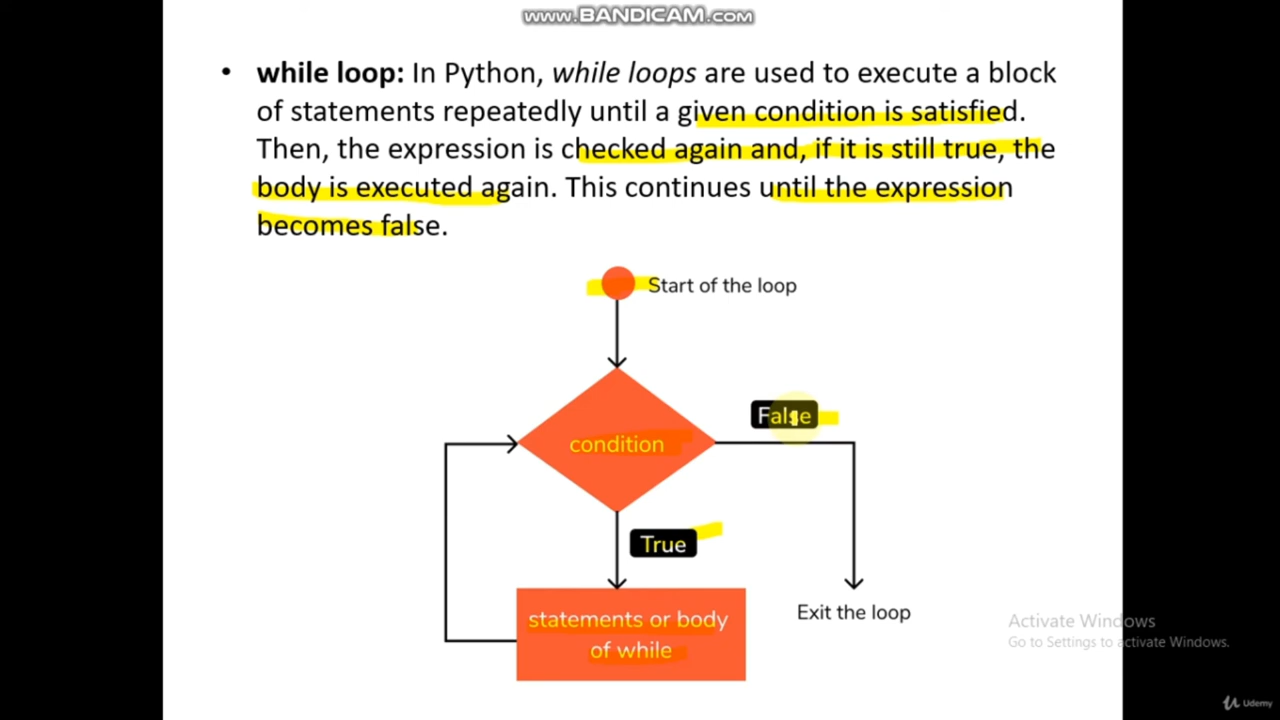 www.BANDICAM.com
• while loop: In Python, while loops are used to execute a block
of statements repeatedly until a given condition is satisfied.
Then, the expression is checked again and, if it is still true, the
body is executed again. This continues until the expression
becomes false.
Start of the loop
False
condition
True
statements or body
of while
Exit the loop
Activate Windows
Go to Settings to activate Windows.
Udemy